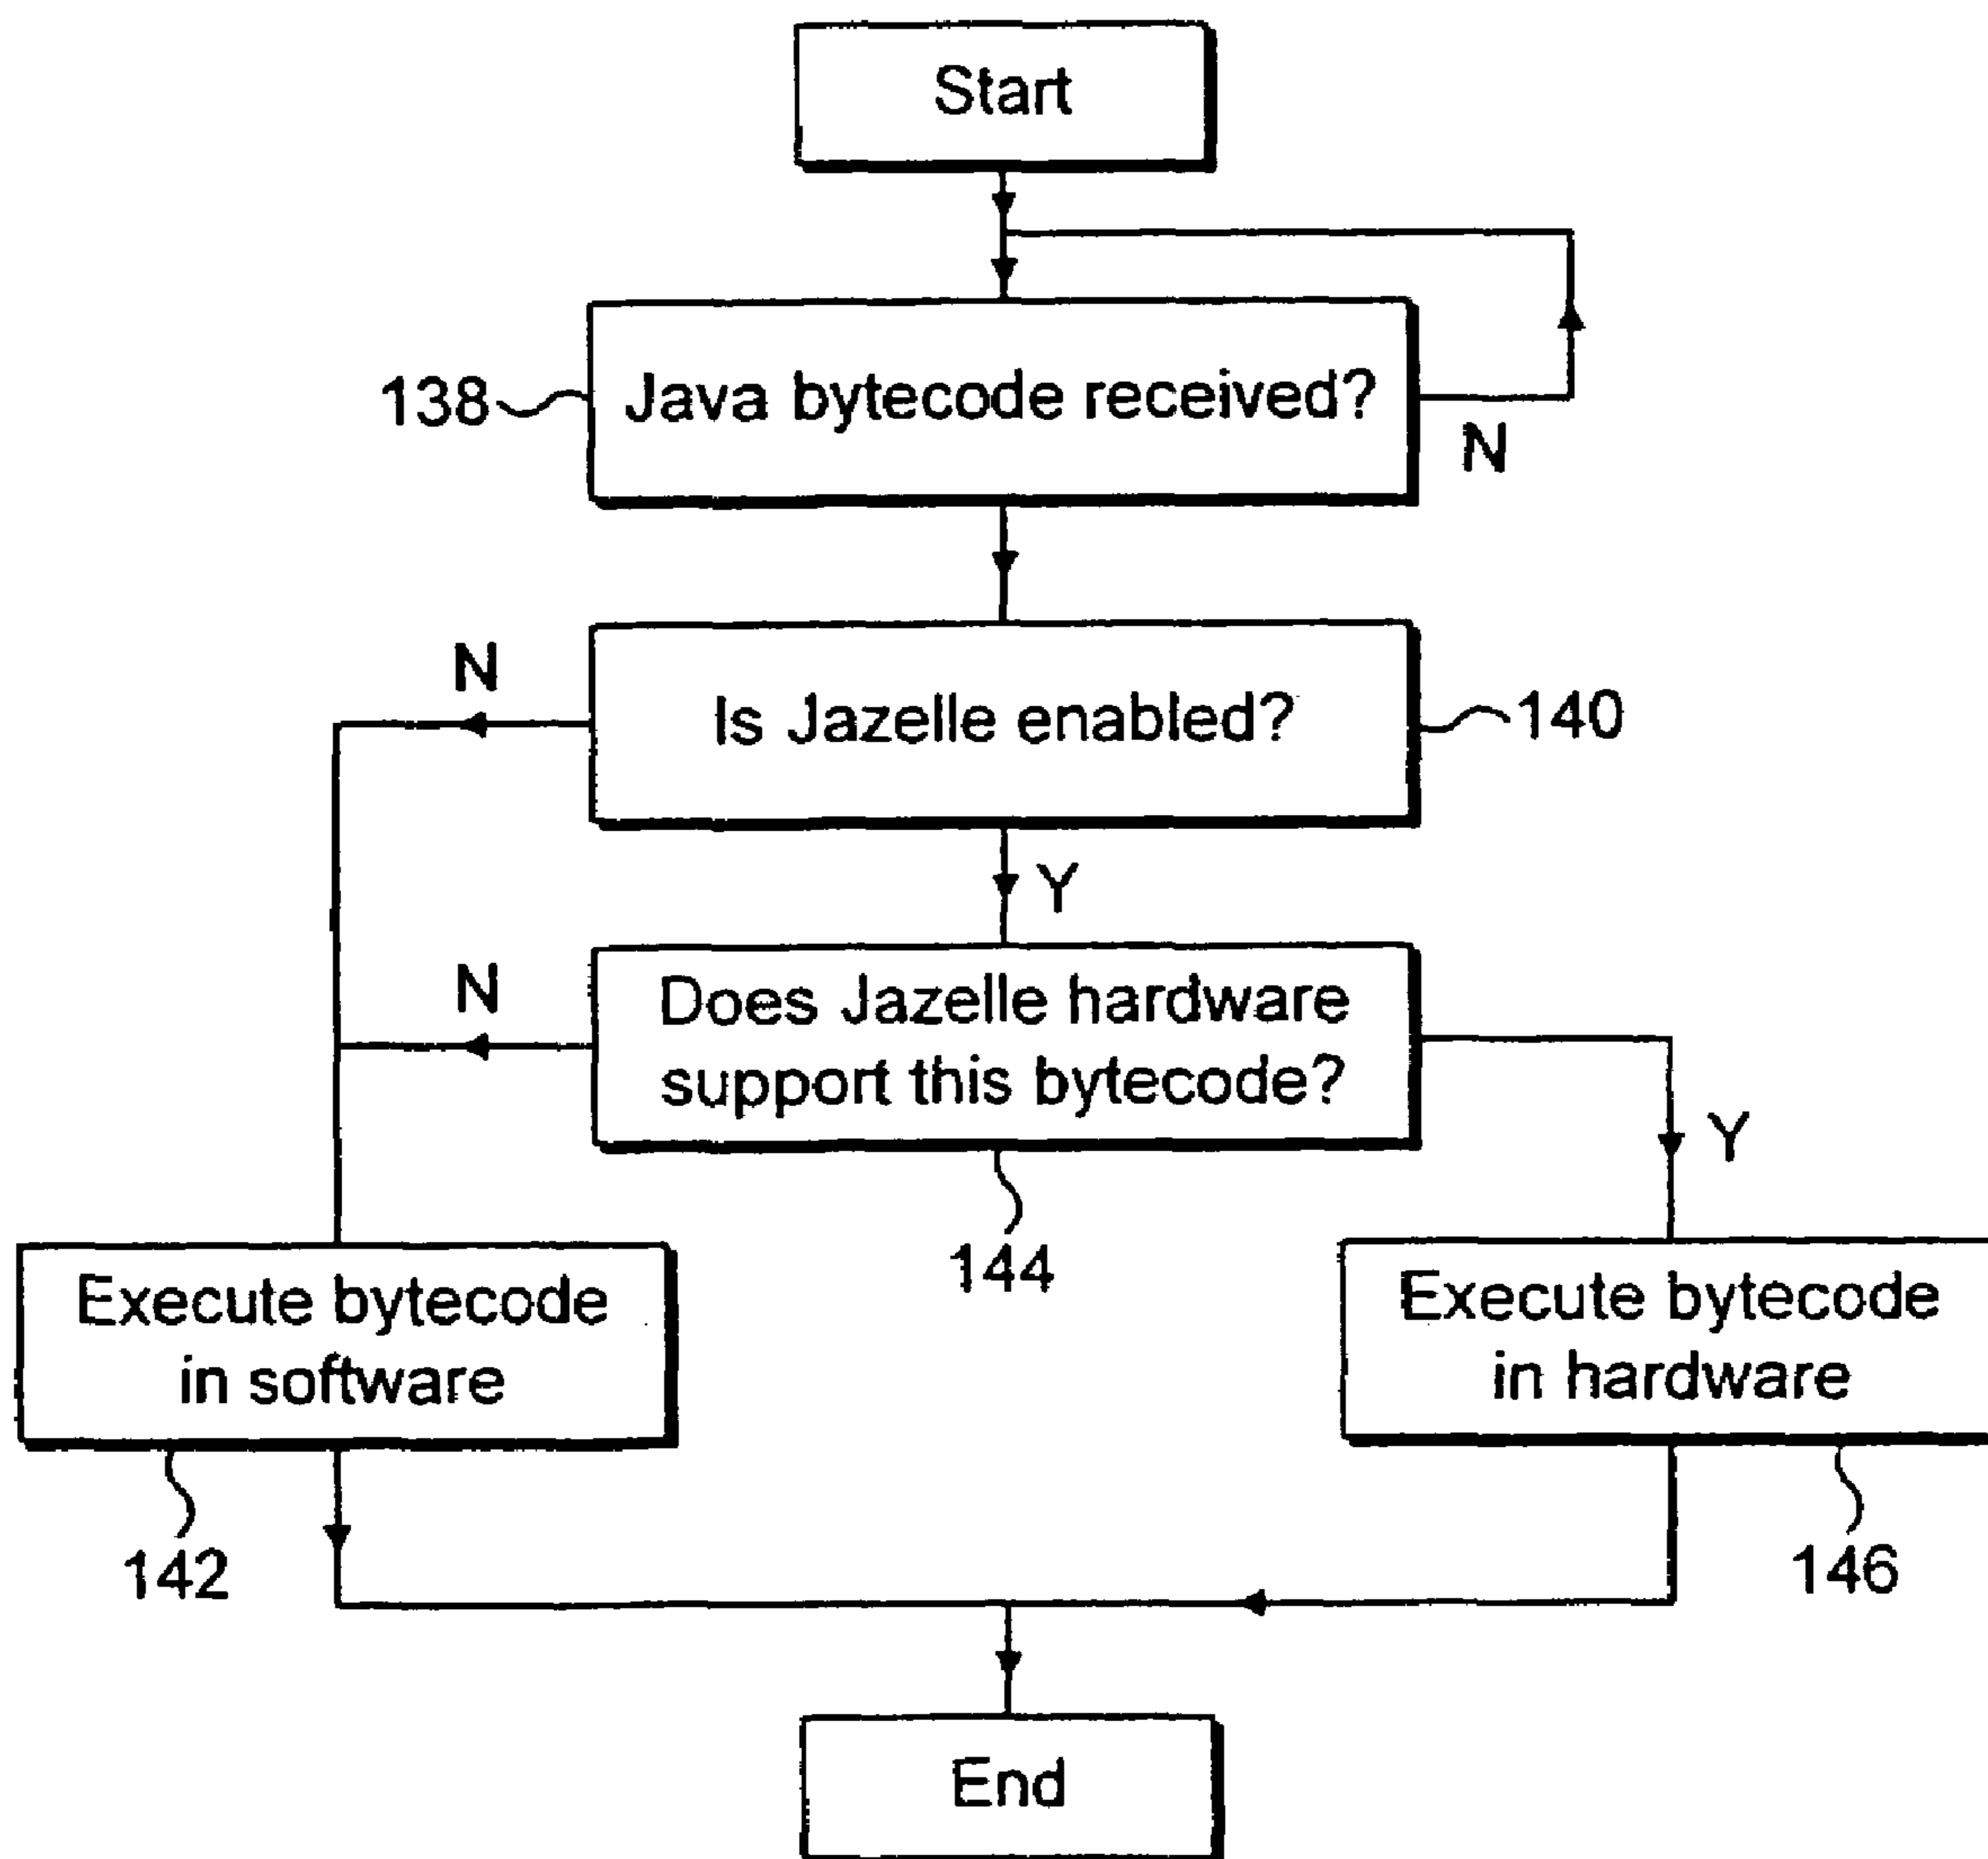 Start
138
Java bytecode received?
N
N
Is Jazelle enabled?
140
Y
N
Does Jazelle hardware
support this bytecode?
Y
144
Execute bytecode
in software
Execute bytecode
in hardware
142
146
End